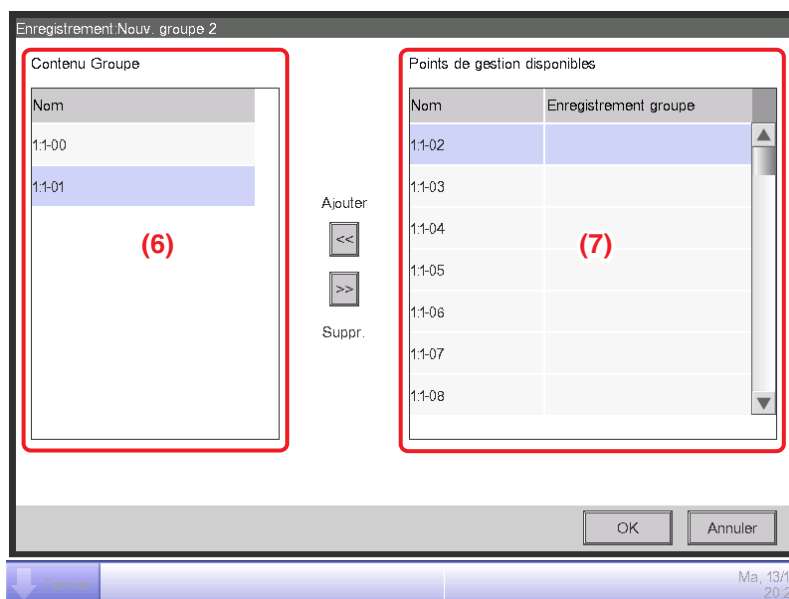 Enregistrement:Nouv. groupe 2
Contenu Groupe
Nom
1:1-00
1:1-01
(6)
Ajouter
<<
>>
Suppr.
Points de gestion disponibles
Nom Enregistrement groupe
1:1-02
1:1-03
1:1-04
(7)
1:1-05
1:1-06
1:1-07
1:1-08
OK Annuler
Ma, 13/1
20:2